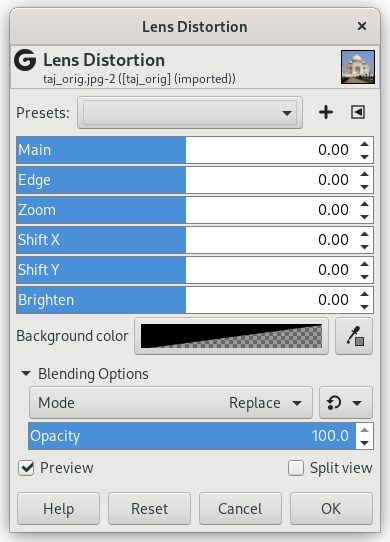 Lens Distortion
Lens Distortion
taj_orig.jpg-2 ([taj_orig] (imported))
Presets:
Main 0.00
Edge 0.00
Zoom 0.00
Shift X 0.00
Shift Y 0.00
Brighten 0.00
Background color
Blending Options
Mode Replace
Opacity 100.0
Preview Split view
Help Reset Cancel OK